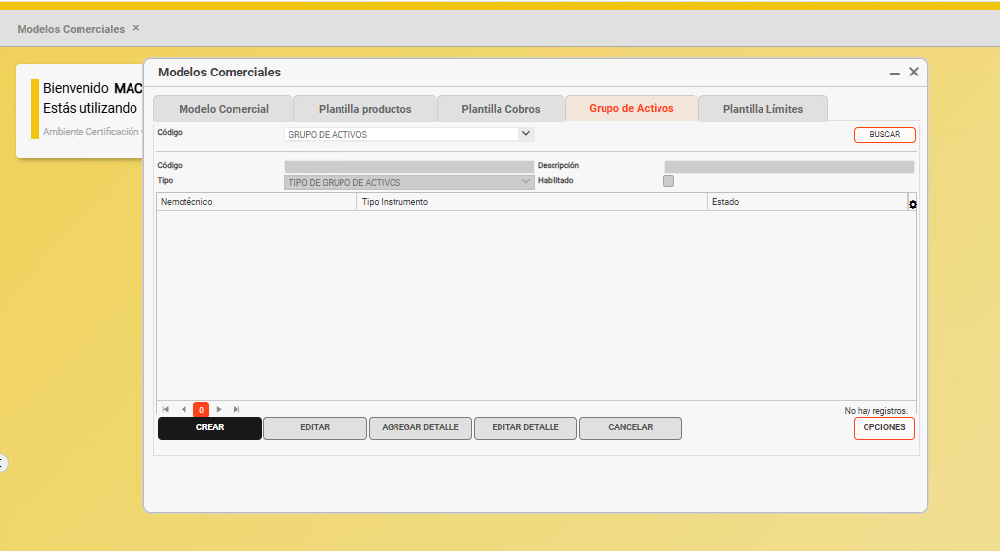 Modelos Comerciales ×
Bienvenido MAC
Estás utilizando
Ambiente Certificación
Modelos Comerciales
Modelo Comercial Plantilla productos Plantilla Cobros Grupo de Activos Plantilla Límites
Código GRUPO DE ACTIVOS BUSCAR
Código Descripción
Tipo TIPO DE GRUPO DE ACTIVOS Habilitado
Nemotécnico Tipo Instrumento Estado
0 No hay registros.
CREAR EDITAR AGREGAR DETALLE EDITAR DETALLE CANCELAR OPCIONES